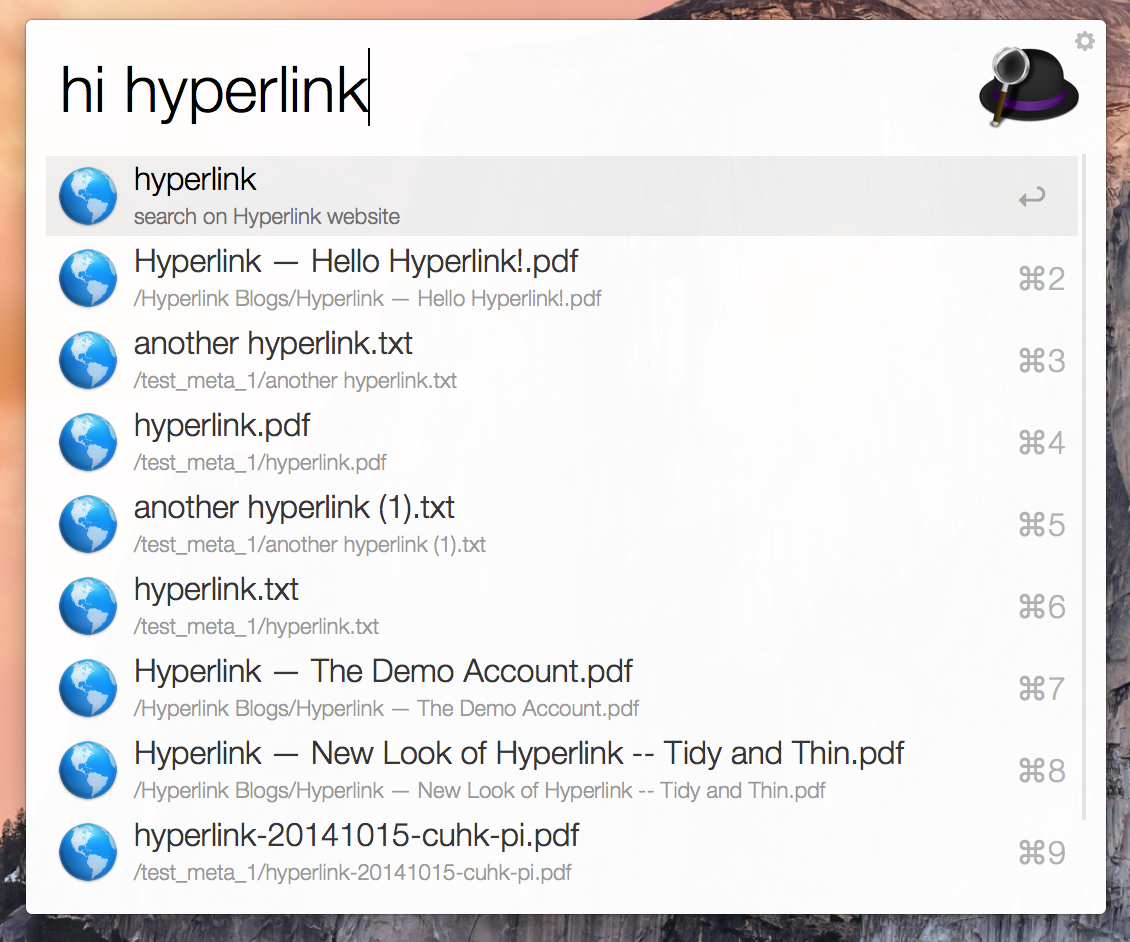 hi hyperlink
hyperlink
search on Hyperlink website
Hyperlink — Hello Hyperlink!.pdf
/Hyperlink Blogs/Hyperlink — Hello Hyperlink!.pdf
⌘2
another hyperlink.txt
/test_meta_1/another hyperlink.txt
⌘3
hyperlink.pdf
/test_meta_1/hyperlink.pdf
⌘4
another hyperlink (1).txt
/test_meta_1/another hyperlink (1).txt
⌘5
hyperlink.txt
/test_meta_1/hyperlink.txt
⌘6
Hyperlink — The Demo Account.pdf
/Hyperlink Blogs/Hyperlink — The Demo Account.pdf
⌘7
Hyperlink — New Look of Hyperlink -- Tidy and Thin.pdf
/Hyperlink Blogs/Hyperlink — New Look of Hyperlink -- Tidy and Thin.pdf
⌘8
hyperlink-20141015-cuhk-pi.pdf
/test_meta_1/hyperlink-20141015-cuhk-pi.pdf
⌘9